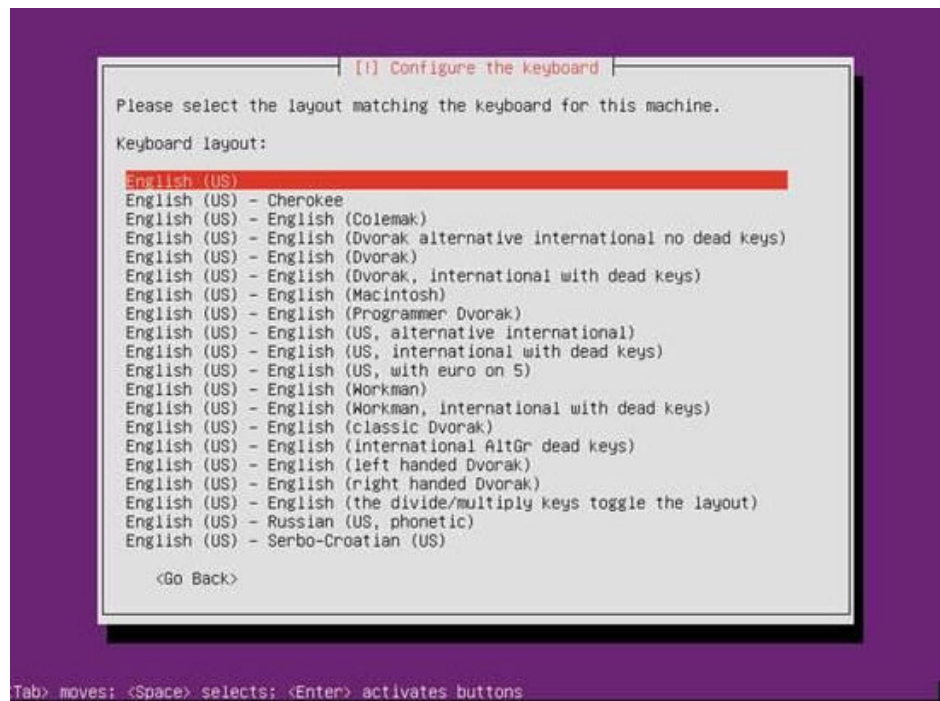 [!] Configure the keyboard
Please select the layout matching the keyboard for this machine.
Keyboard layout:
English (US)
English (US) - Cherokee
English (US) - English (Colemak)
English (US) - English (Dvorak alternative international no dead keys)
English (US) - English (Dvorak)
English (US) - English (Dvorak, international with dead keys)
English (US) - English (Macintosh)
English (US) - English (Programmer Dvorak)
English (US) - English (US, alternative international)
English (US) - English (US, international with dead keys)
English (US) - English (US, with euro on 5)
English (US) - English (Workman)
English (US) - English (Workman, international with dead keys)
English (US) - English (classic Dvorak)
English (US) - English (international AltGr dead keys)
English (US) - English (left handed Dvorak)
English (US) - English (right handed Dvorak)
English (US) - English (the divide/multiply keys toggle the layout)
English (US) - Russian (US, phonetic)
English (US) - Serbo-Croatian (US)
<Go Back>
<Tab> moves; <Space> selects; <Enter> activates buttons